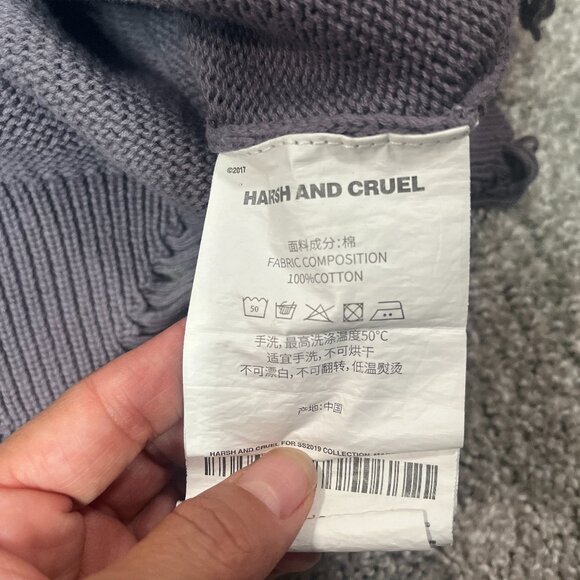 ©2017
HARSH AND CRUEL
面料成分:棉
FABRIC COMPOSITION
100%COTTON
50
手洗,最高洗涤温度50℃
适宜手洗,不可烘干
不可漂白,不可翻转,低温熨烫
产地:中国
HARSH AND CRUEL FOR SS2019 COLLECTION